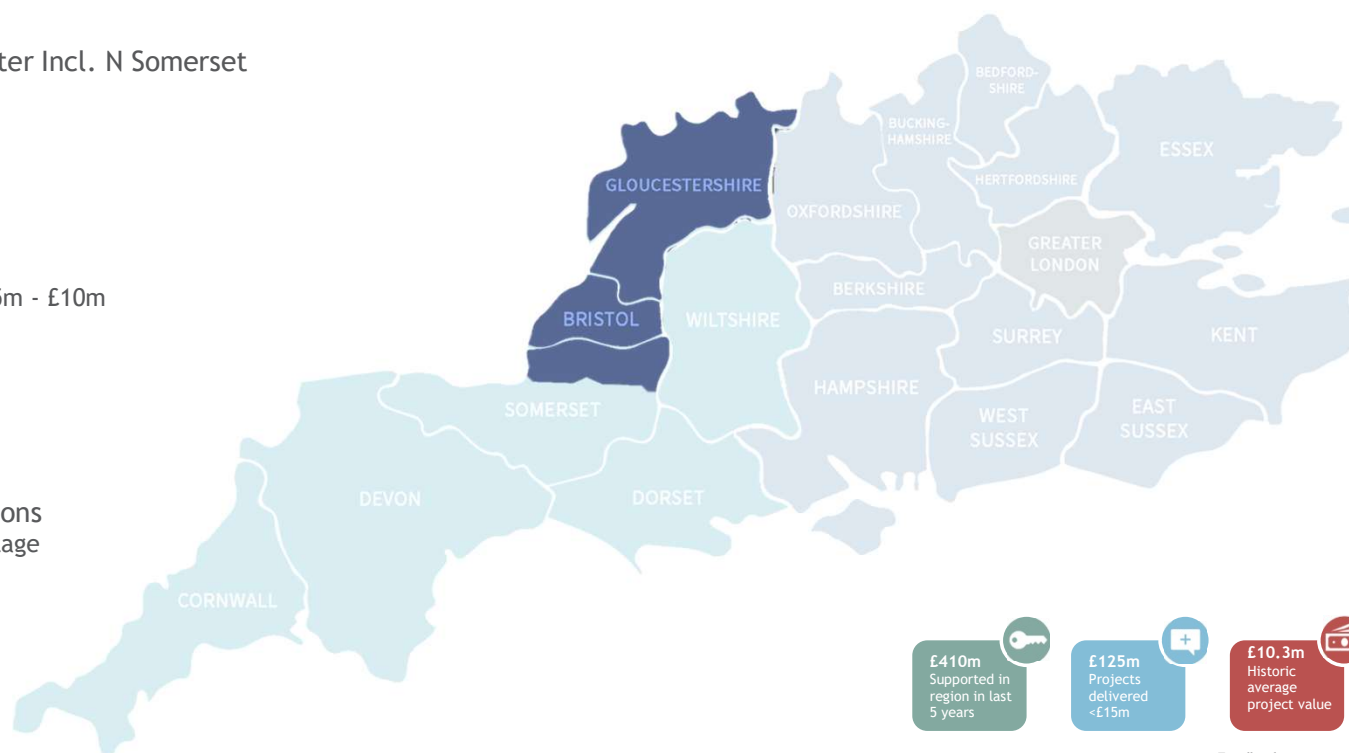 ter Incl. N Somerset
m - £10m
ons
age
BEDFORD-
SHIRE
BUCKING-
HAMSHIRE
ESSEX
HERTFORDSHIRE
GLOUCESTERSHIRE
OXFORDSHIRE
GREATER
LONDON
BERKSHIRE
BRISTOL
WILTSHIRE
SURREY
KENT
HAMPSHIRE
SOMERSET
WEST
SUSSEX
EAST
SUSSEX
DEVON
DORSET
CORNWALL
£410m
Supported in
region in last
5 years
£125m
Projects
delivered
<£15m
£10.3m
Historic
average
project value